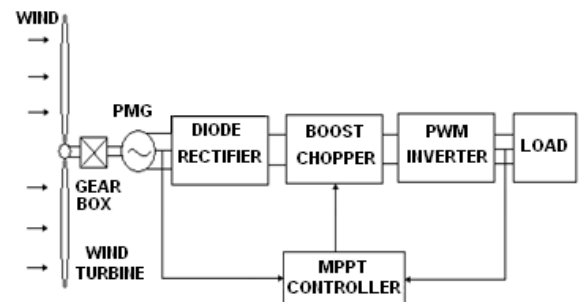 WIND
PMG
GEAR
BOX
WIND
TURBINE
DIODE
RECTIFIER
BOOST
CHOPPER
PWM
INVERTER
LOAD
MPPT
CONTROLLER